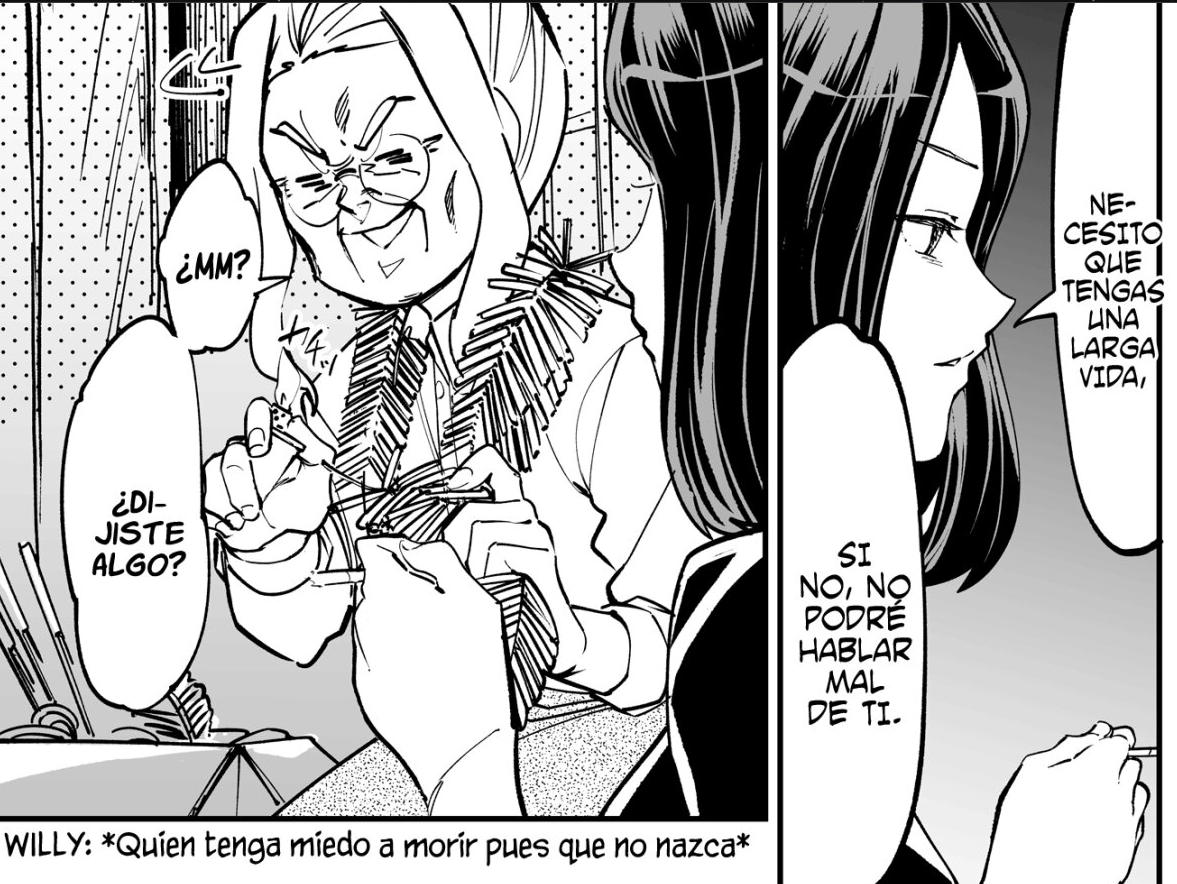 NE-
CESITO
QUE
TENGAS
UNA
LARGA
VIDA,
SI
NO, NO
PODRÉ
HABLAR
MAL
DE TI.
¿MM?
¿DI-
JISTE
ALGO?
WILLY: *Quien tenga miedo a morir pues que no nazca*